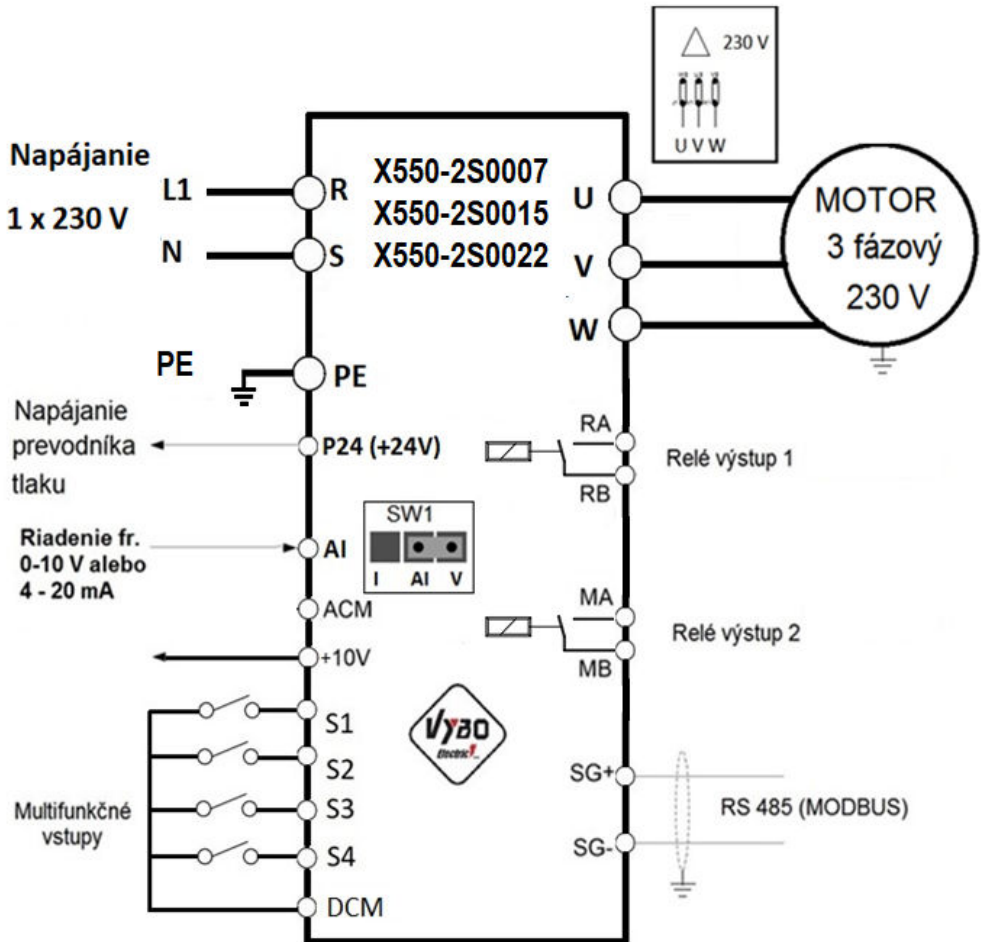 △ 230 V
U V W
Napájanie
1 x 230 V
L1
N
PE
R
S
PE
X550-2S0007
X550-2S0015
X550-2S0022
U
V
W
MOTOR
3 fázový
230 V
Napájanie
prevodníka
tlaku
P24 (+24V)
Riadenie fr.
0-10 V alebo
4 - 20 mA
AI
SW1
I AI V
ACM
+10V
RA
RB
Relé výstup 1
MA
MB
Relé výstup 2
Multifunkčné
vstupy
S1
S2
S3
S4
DCM
VYBO
Electric
SG+
SG-
RS 485 (MODBUS)